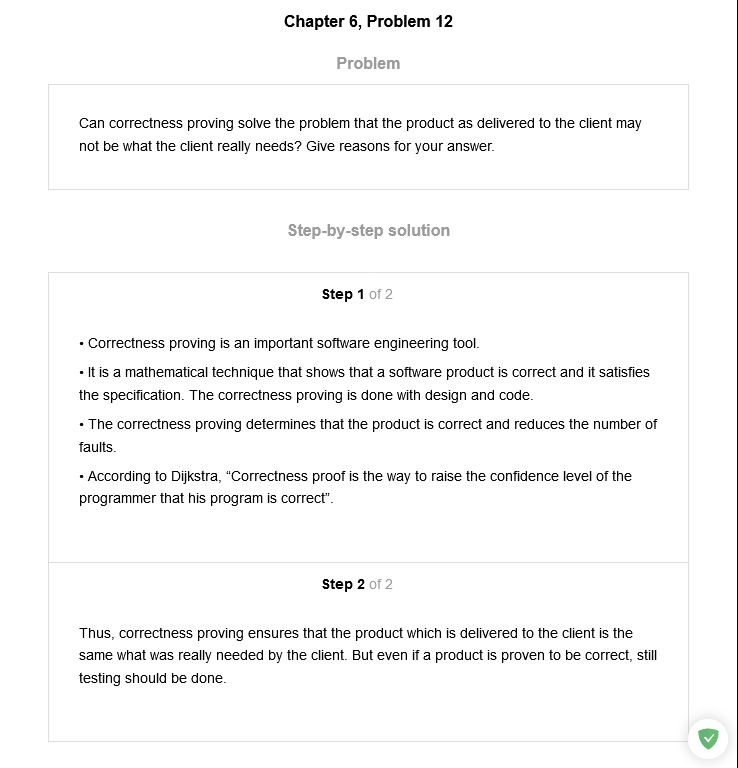 Chapter 6, Problem 12
Problem
Can correctness proving solve the problem that the product as delivered to the client may
not be what the client really needs? Give reasons for your answer.
Step-by-step solution
Step 1 of 2
• Correctness proving is an important software engineering tool.
• It is a mathematical technique that shows that a software product is correct and it satisfies
the specification. The correctness proving is done with design and code.
• The correctness proving determines that the product is correct and reduces the number of
faults.
• According to Dijkstra, “Correctness proof is the way to raise the confidence level of the
programmer that his program is correct”.
Step 2 of 2
Thus, correctness proving ensures that the product which is delivered to the client is the
same what was really needed by the client. But even if a product is proven to be correct, still
testing should be done.